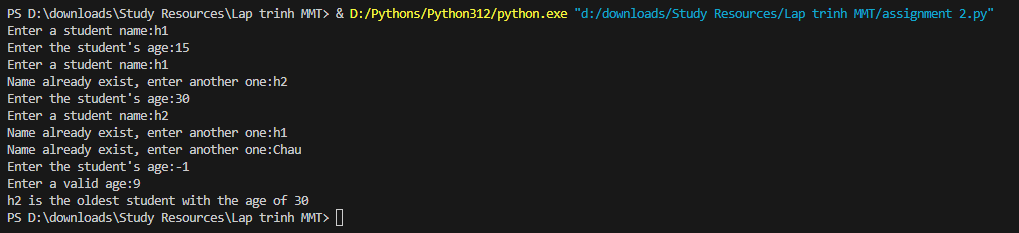 PS D:\downloads\Study Resources\Lap trinh MMT> & D:/Pythons/Python312/python.exe "d:/downloads/Study Resources/Lap trinh MMT/assignment 2.py"
Enter a student name:h1
Enter the student's age:15
Enter a student name:h1
Name already exist, enter another one:h2
Enter the student's age:30
Enter a student name:h2
Name already exist, enter another one:h1
Name already exist, enter another one:Chau
Enter the student's age:-1
Enter a valid age:9
h2 is the oldest student with the age of 30
PS D:\downloads\Study Resources\Lap trinh MMT>